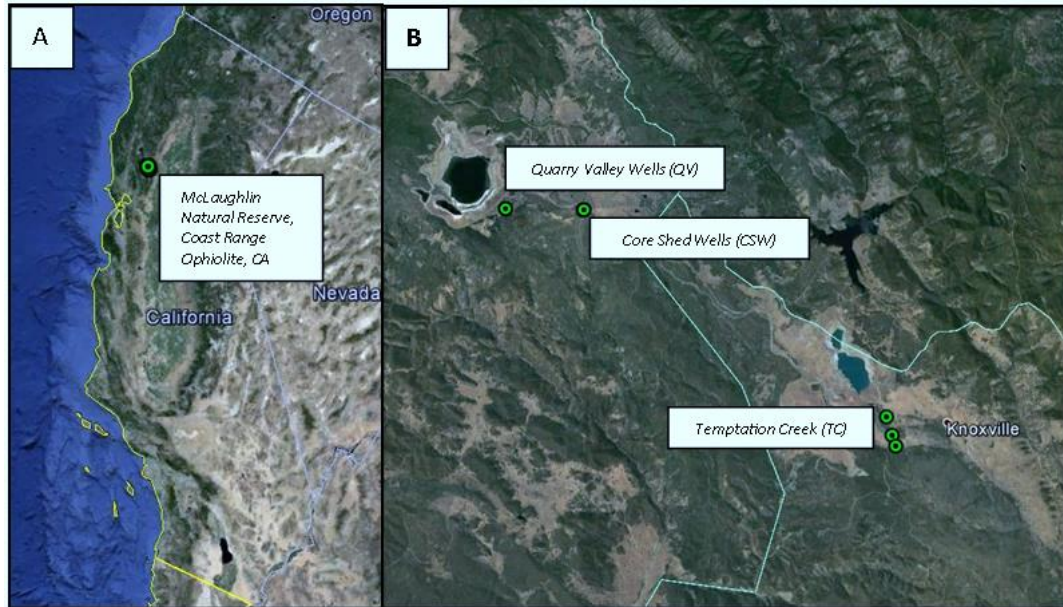 A
Oregon
McLaughlin
Natural Reserve,
Coast Range
Ophiolite, CA
Nevada
California
B
Quarry Valley Wells (QV)
Core Shed Wells (CSW)
Temptation Creek (TC)
Knoxville